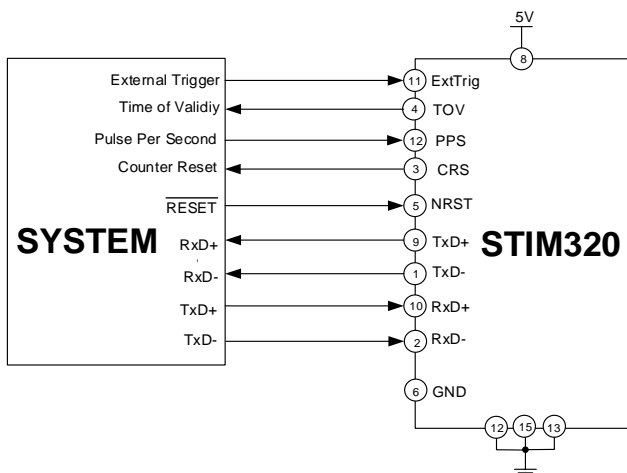 5V
8
External Trigger 11 ExtTrig
Time of Validiy 4 TOV
Pulse Per Second 12 PPS
Counter Reset 3 CRS
RESET 5 NRST
SYSTEM RxD+ 9 TxD+ STIM320
RxD- 1 TxD-
TxD+ 10 RxD+
TxD- 2 RxD-
6 GND
12 15 13